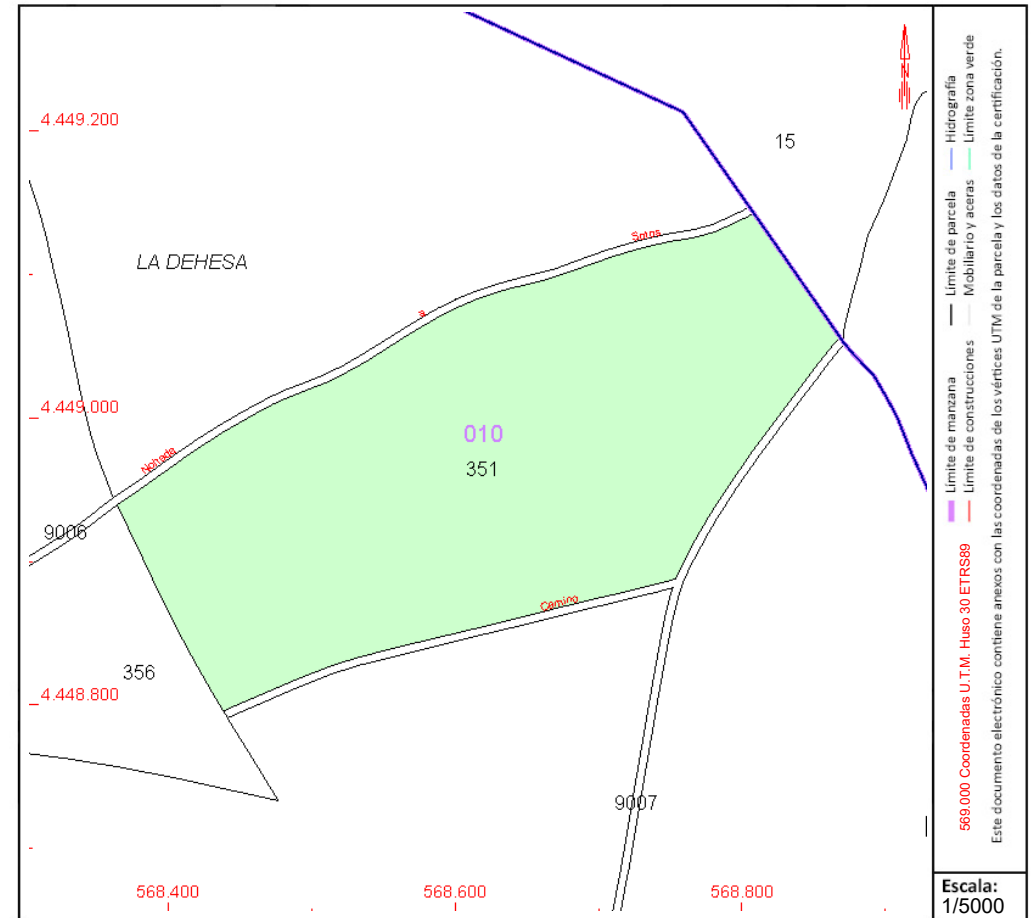 4.449.200
15
LA DEHESA
Sotos
a
4.449.000
010
351
Nohada
9006
Camino
356
4.448.800
9007
568.400
568.600
568.800
N
Límite de manzana
Límite de parcela
Hidrografía
Límite de construcciones
Mobiliario y aceras
Límite zona verde
569.000 Coordenadas U.T.M. Huso 30 ETRS89
Este documento electrónico contiene anexos con las coordenadas de los vértices UTM de la parcela y los datos de la certificación.
Escala:
1/5000